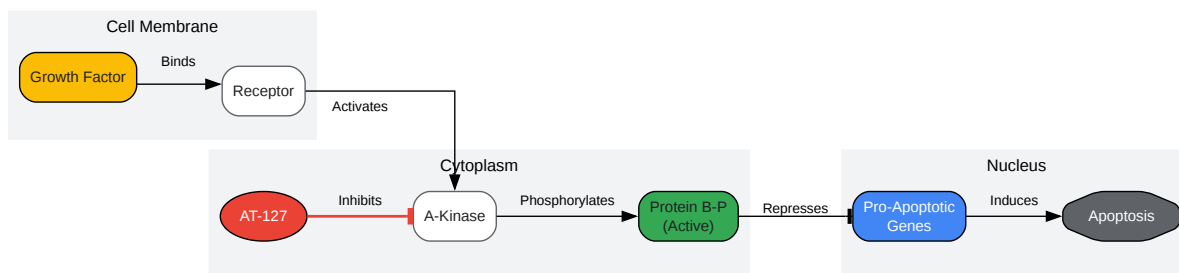 Cell Membrane
Growth Factor
Binds
Receptor
Activates
Cytoplasm
AT-127
Inhibits
A-Kinase
Phosphorylates
Protein B-P
(Active)
Represses
Nucleus
Pro-Apoptotic
Genes
Induces
Apoptosis